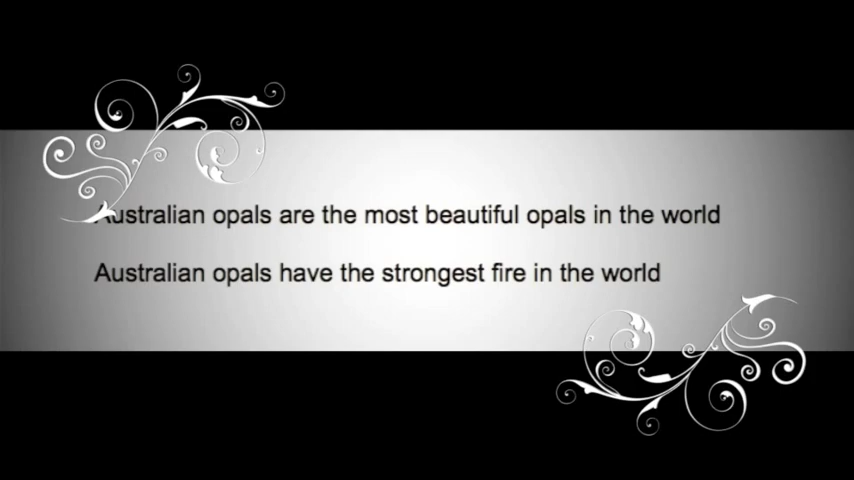 Australian opals are the most beautiful opals in the world
Australian opals have the strongest fire in the world